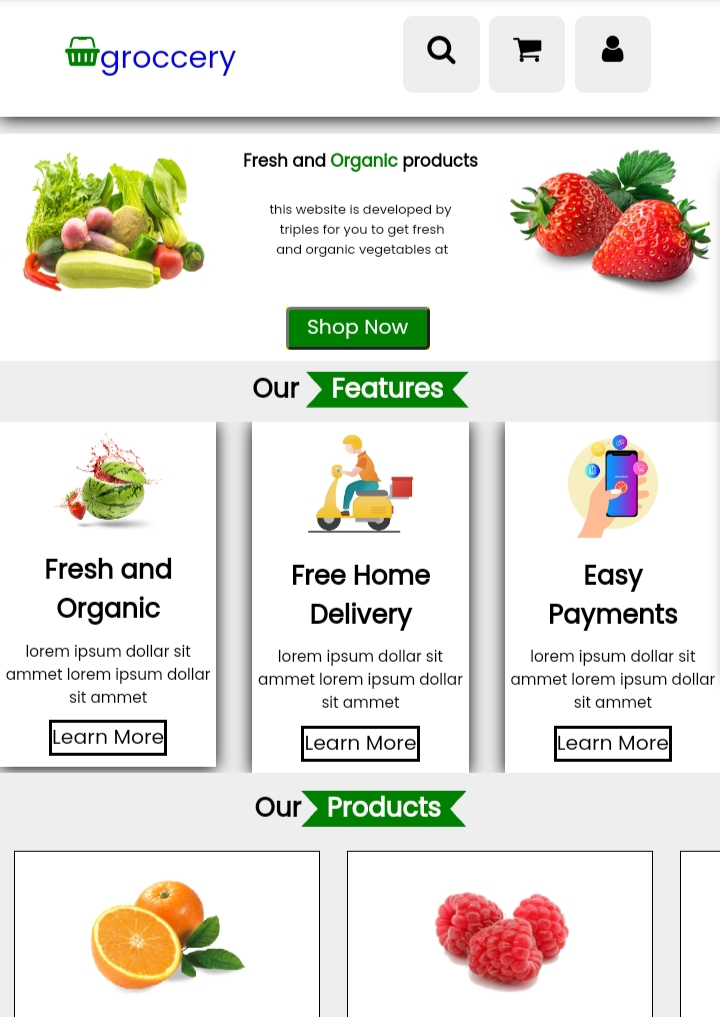 groccery
Fresh and Organic products
this website is developed by
triples for you to get fresh
and organic vegetables at
Shop Now
Our Features
Fresh and
Organic
lorem ipsum dollar sit
ammet lorem ipsum dollar
sit ammet
Learn More
Free Home
Delivery
lorem ipsum dollar sit
ammet lorem ipsum dollar
sit ammet
Learn More
Easy
Payments
lorem ipsum dollar sit
ammet lorem ipsum dollar
sit ammet
Learn More
Our Products